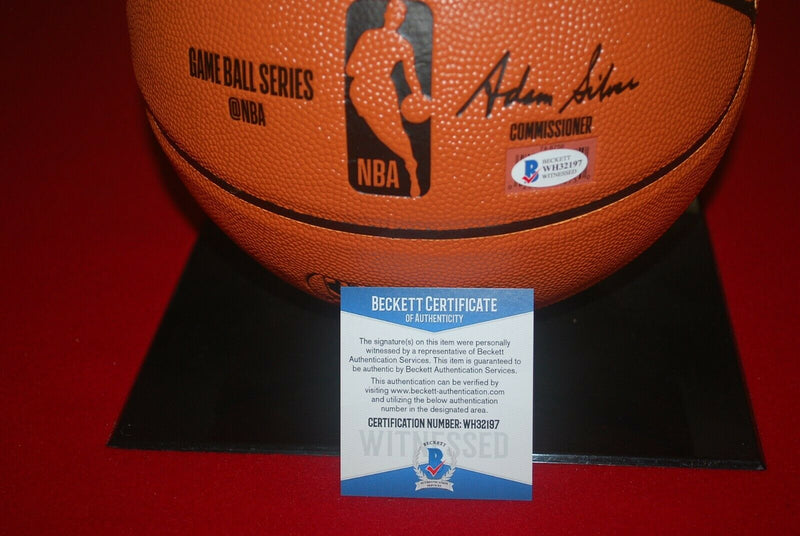 GAME BALL SERIES
@NBA
NBA
Adam Silver
COMMISSIONER
BECKETT
WH32197
WITNESSED
BECKETT CERTIFICATE
OF AUTHENTICITY
The signature(s) on this item were personally
witnessed by a representative of Beckett
Authentication Services. This item is guaranteed to
be authentic by Beckett Authentication Services.
This authentication can be verified by
visiting www.beckett-authentication.com
and utilizing the below authentication
number in the designated area.
CERTIFICATION NUMBER: WH32197
WITNESSED
BECKETT
B
AUTHENTICATION
SERVICES